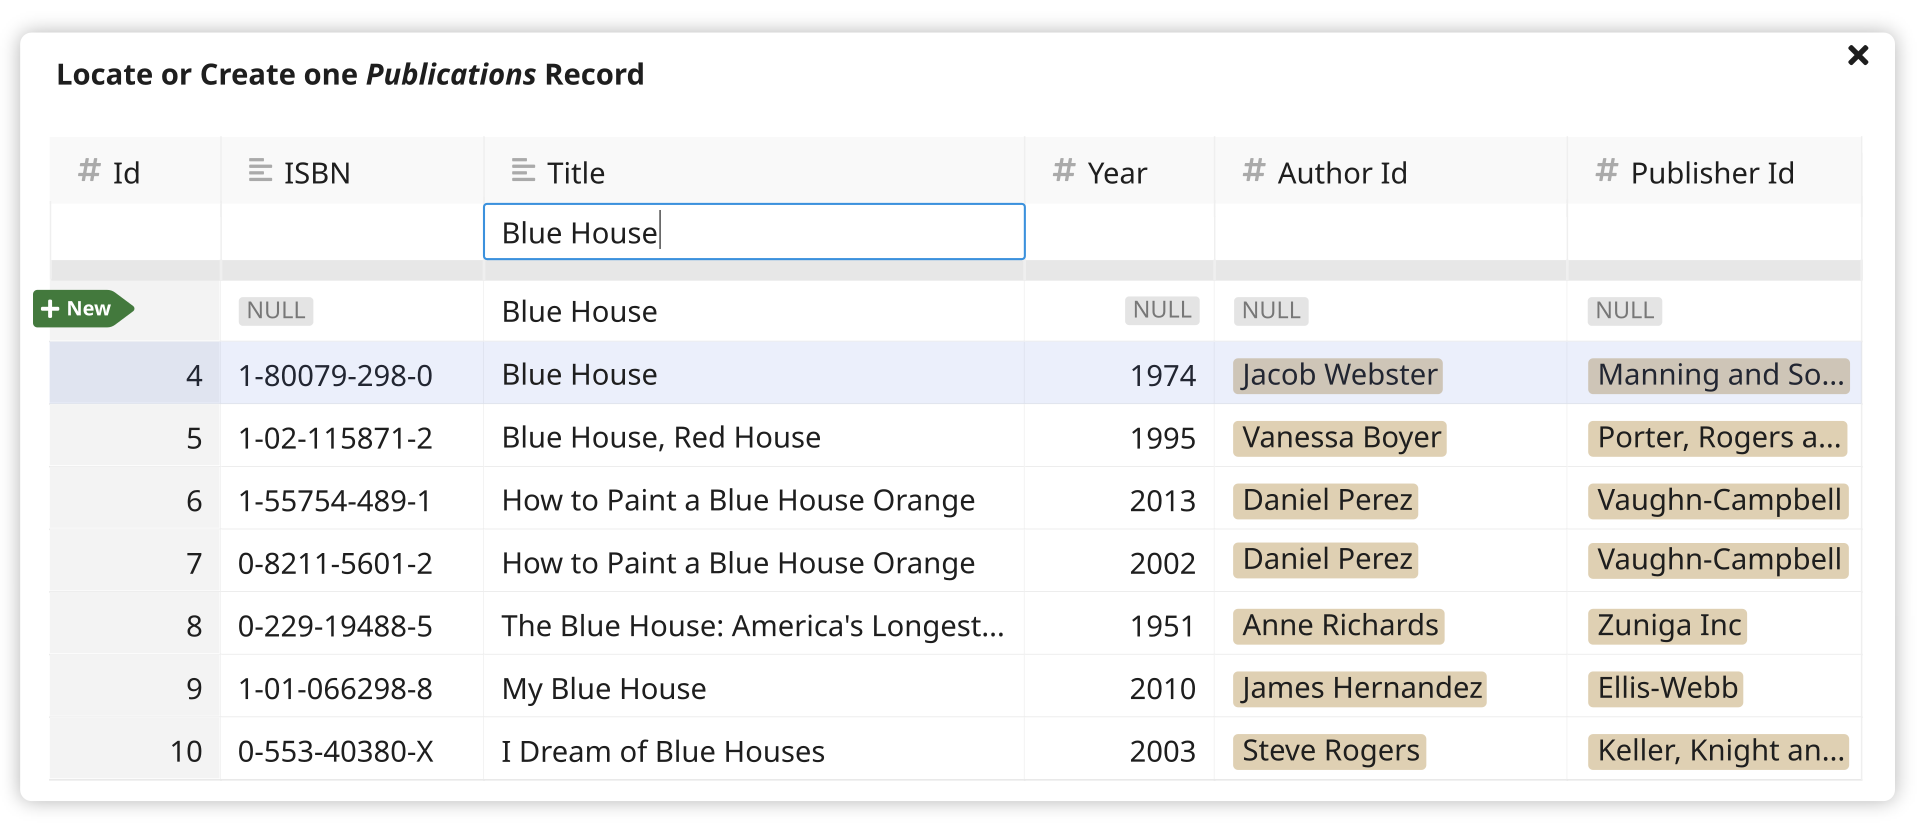 Locate or Create one Publications Record
# Id ISBN Title # Year # Author Id # Publisher Id
Blue House
+ New NULL Blue House NULL NULL NULL
4 1-80079-298-0 Blue House 1974 Jacob Webster Manning and So...
5 1-02-115871-2 Blue House, Red House 1995 Vanessa Boyer Porter, Rogers a...
6 1-55754-489-1 How to Paint a Blue House Orange 2013 Daniel Perez Vaughn-Campbell
7 0-8211-5601-2 How to Paint a Blue House Orange 2002 Daniel Perez Vaughn-Campbell
8 0-229-19488-5 The Blue House: America's Longest... 1951 Anne Richards Zuniga Inc
9 1-01-066298-8 My Blue House 2010 James Hernandez Ellis-Webb
10 0-553-40380-X I Dream of Blue Houses 2003 Steve Rogers Keller, Knight an...